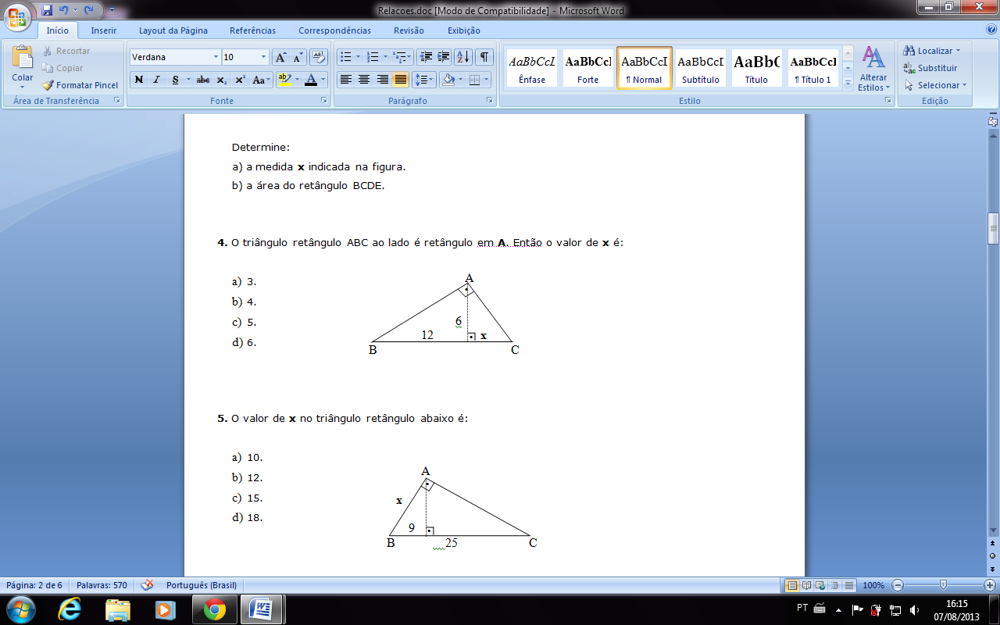 Relacoes.doc [Modo de Compatibilidade] - Microsoft Word
Início Inserir Layout da Página Referências Correspondências Revisão Exibição
Colar
Recortar
Copiar
Formatar Pincel
Área de Transferência
Verdana 10
N I S abc x₂ x² Aa
Fonte
Parágrafo
AaBbCcI AaBbCcl AaBbCcI AaBbCcI AaBbC AaBbCcI
Ênfase Forte ¶ Normal Subtítulo Título ¶ Título 1
Alterar Estilos
Estilo
Localizar
Substituir
Selecionar
Edição
Determine:
a) a medida x indicada na figura.
b) a área do retângulo BCDE.
4. O triângulo retângulo ABC ao lado é retângulo em A. Então o valor de x é:
a) 3.
b) 4.
c) 5.
d) 6.
A
6
12 x
B C
5. O valor de x no triângulo retângulo abaixo é:
a) 10.
b) 12.
c) 15.
d) 18.
A
x
9
B 25 C
Página: 2 de 6 Palavras: 570 Português (Brasil) 100%
PT 16:15
07/08/2013